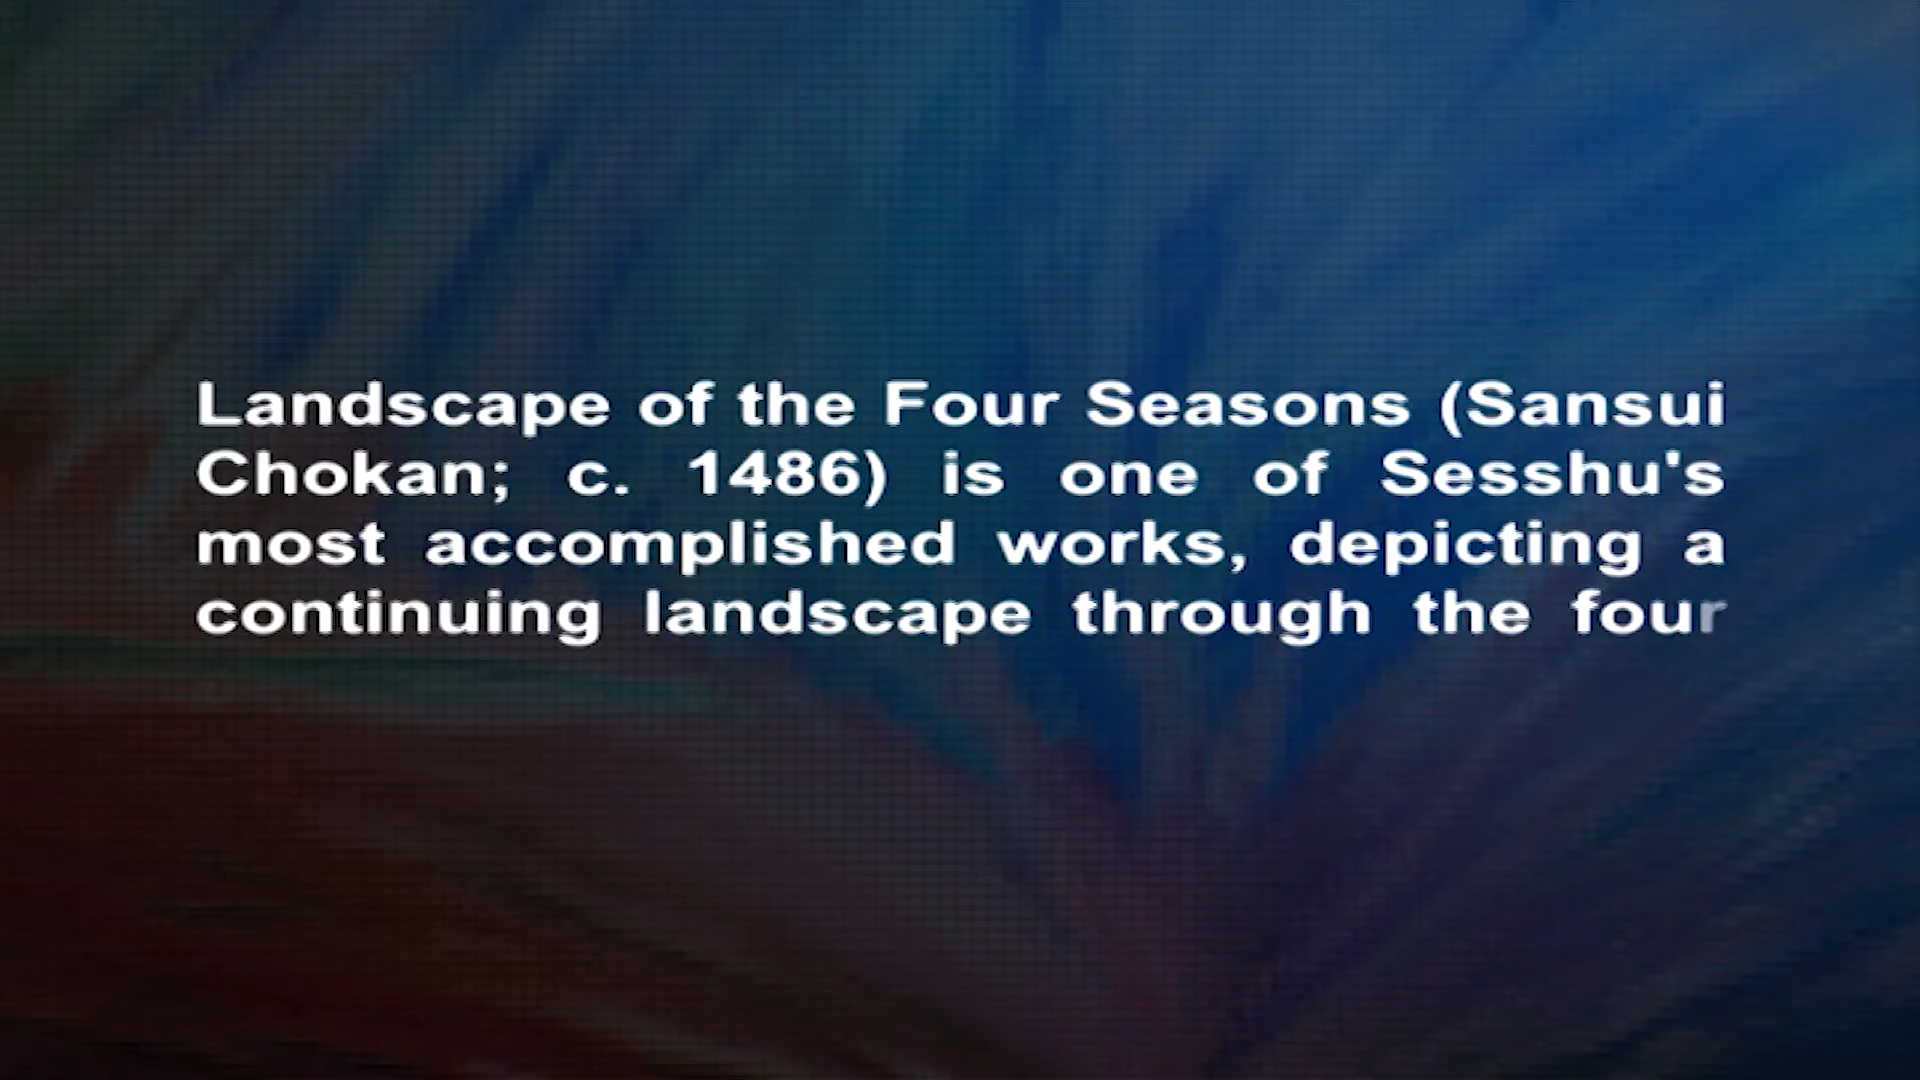 Landscape of the Four Seasons (Sansui
Chokan; c. 1486) is one of Sesshu's
most accomplished works, depicting a
continuing landscape through the four